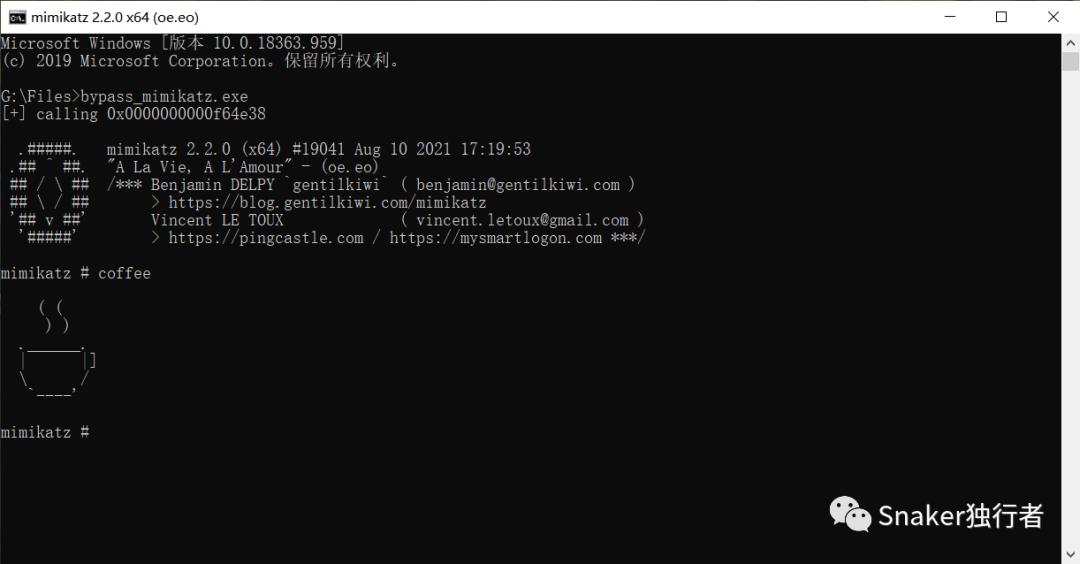 mimikatz 2.2.0 x64 (oe.eo)
Microsoft Windows [版本 10.0.18363.959]
(c) 2019 Microsoft Corporation。保留所有权利。
G:\Files>bypass_mimikatz.exe
[+] calling 0x0000000000f64e38
  .#####.   mimikatz 2.2.0 (x64) #19041 Aug 10 2021 17:19:53
 .## ^ ##.  "A La Vie, A L'Amour" - (oe.eo)
 ## / \ ##  /*** Benjamin DELPY `gentilkiwi` ( benjamin@gentilkiwi.com )
 ## \ / ##       > https://blog.gentilkiwi.com/mimikatz
 '## v ##'       Vincent LE TOUX             ( vincent.letoux@gmail.com )
  '#####'        > https://pingcastle.com / https://mysmartlogon.com ***/
mimikatz # coffee
    ( (
     ) )
  .______.
  |      |]
  \      /
   `----'
mimikatz #
Snaker独行者